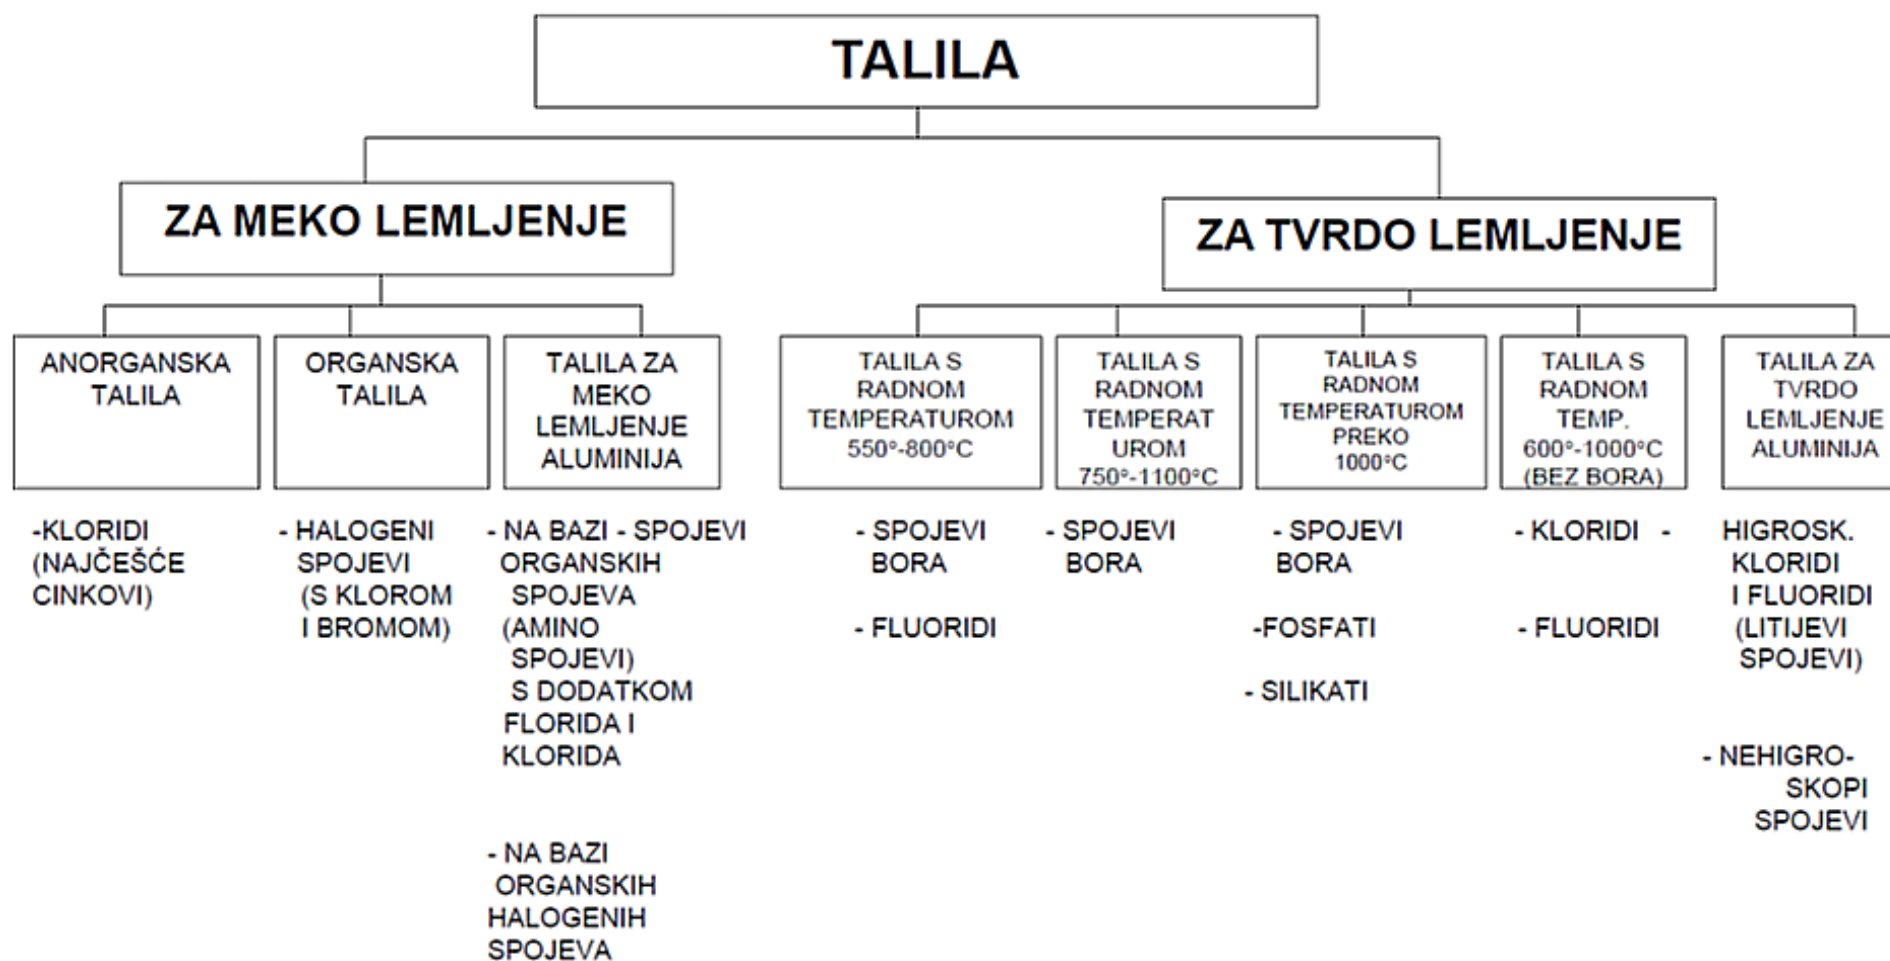 TALILA
ZA MEKO LEMLJENJE
ZA TVRDO LEMLJENJE
ANORGANSKA
TALILA
ORGANSKA
TALILA
TALILA ZA
MEKO
LEMLJENJE
ALUMINIJA
TALILA S
RADNOM
TEMPERATUROM
550°-800°C
TALILA S
RADNOM
TEMPERAT
UROM
750°-1100°C
TALILA S
RADNOM
TEMPERATUROM
PREKO
1000°C
TALILA S
RADNOM
TEMP.
600°-1000°C
(BEZ BORA)
TALILA ZA
TVRDO
LEMLJENJE
ALUMINIJA
-KLORIDI
(NAJČEŠĆE
CINKOVI)
- HALOGENI
SPOJEVI
(S KLOROM
I BROMOM)
- NA BAZI - SPOJEVI
ORGANSKIH
SPOJEVA
(AMINO
SPOJEVI)
S DODATKOM
FLORIDA I
KLORIDA
- NA BAZI
ORGANSKIH
HALOGENIH
SPOJEVA
- SPOJEVI
BORA
- FLUORIDI
- SPOJEVI
BORA
- SPOJEVI
BORA
-FOSFATI
- SILIKATI
- KLORIDI -
- FLUORIDI
HIGROSK.
KLORIDI
I FLUORIDI
(LITIJEVI
SPOJEVI)
- NEHIGRO-
SKOPI
SPOJEVI